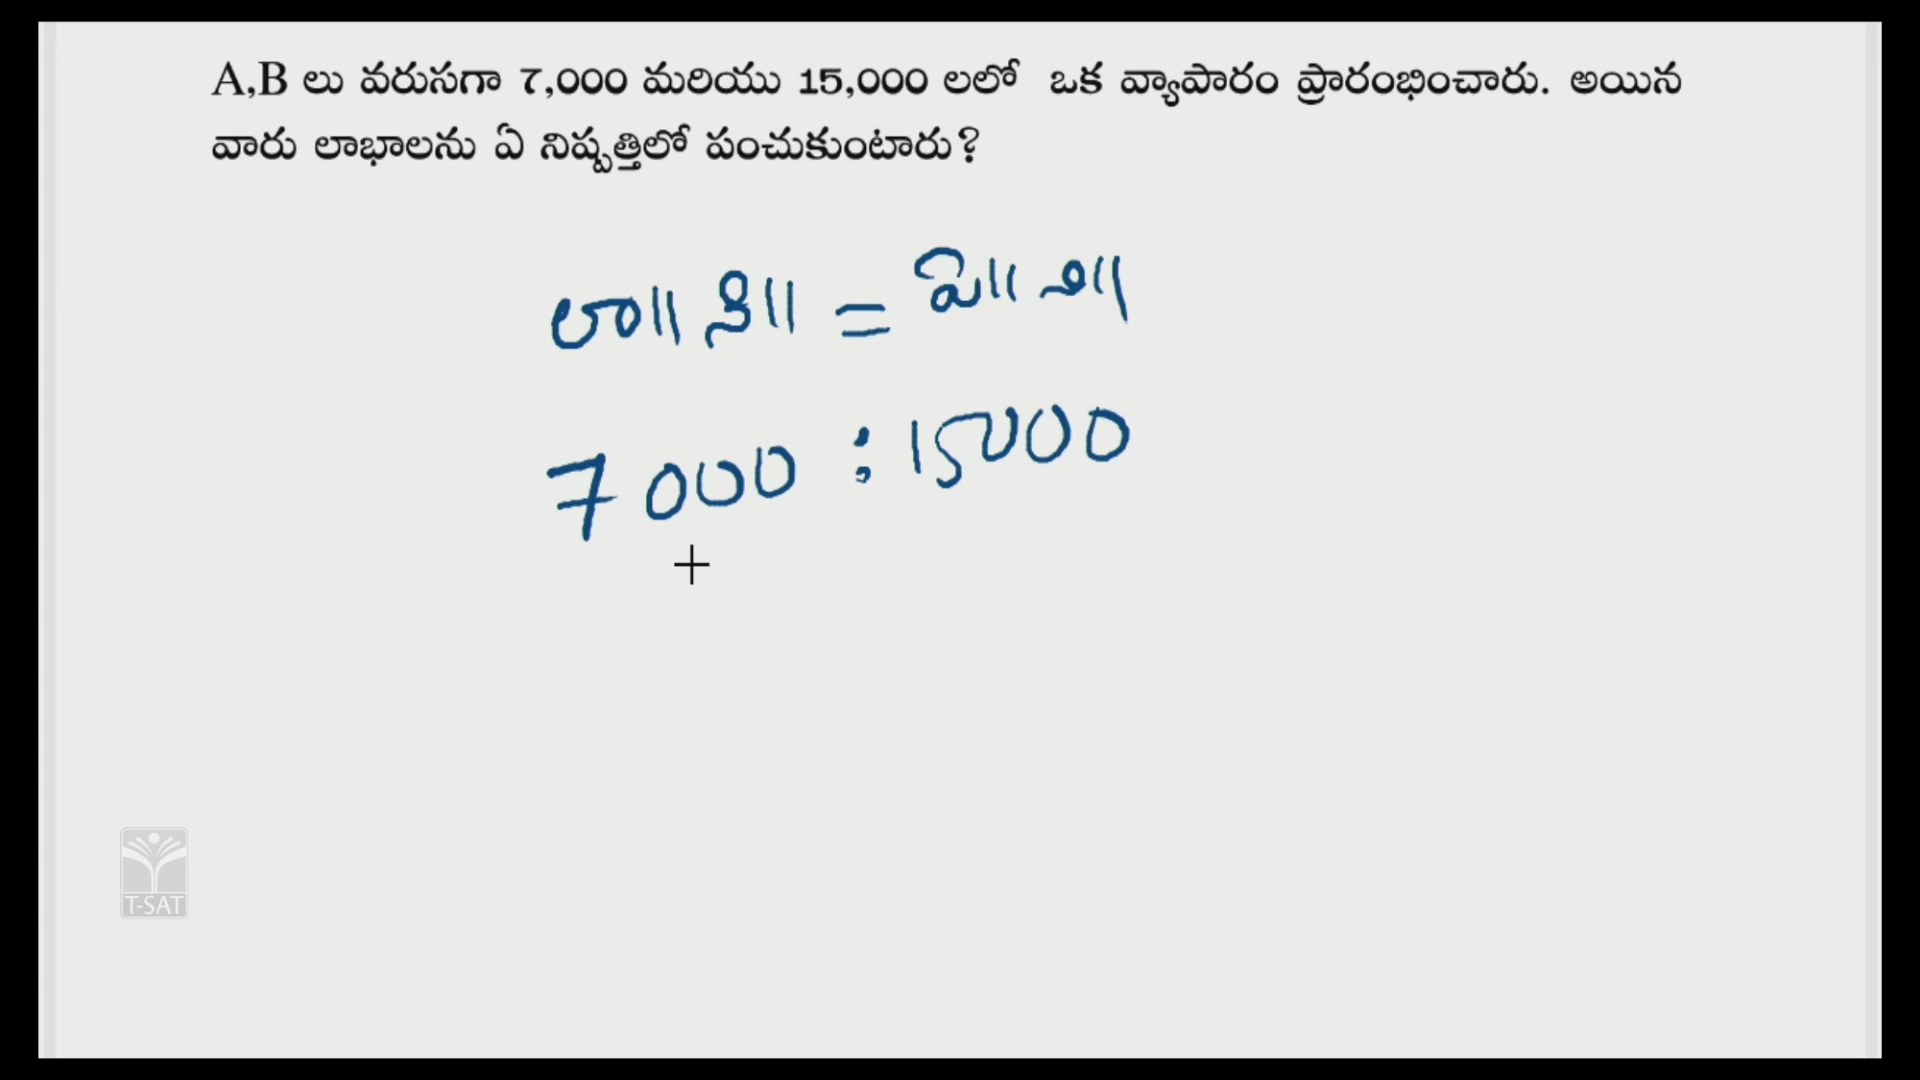 A,B లు వరుసగా 7,000 మరియు 15,000 లలో ఒక వ్యాపారం ప్రారంభించారు. అయిన
వారు లాభాలను ఏ నిష్పత్తిలో పంచుకుంటారు?
లా|| ని|| = పె|| ని||
7000 : 15000
T-SAT